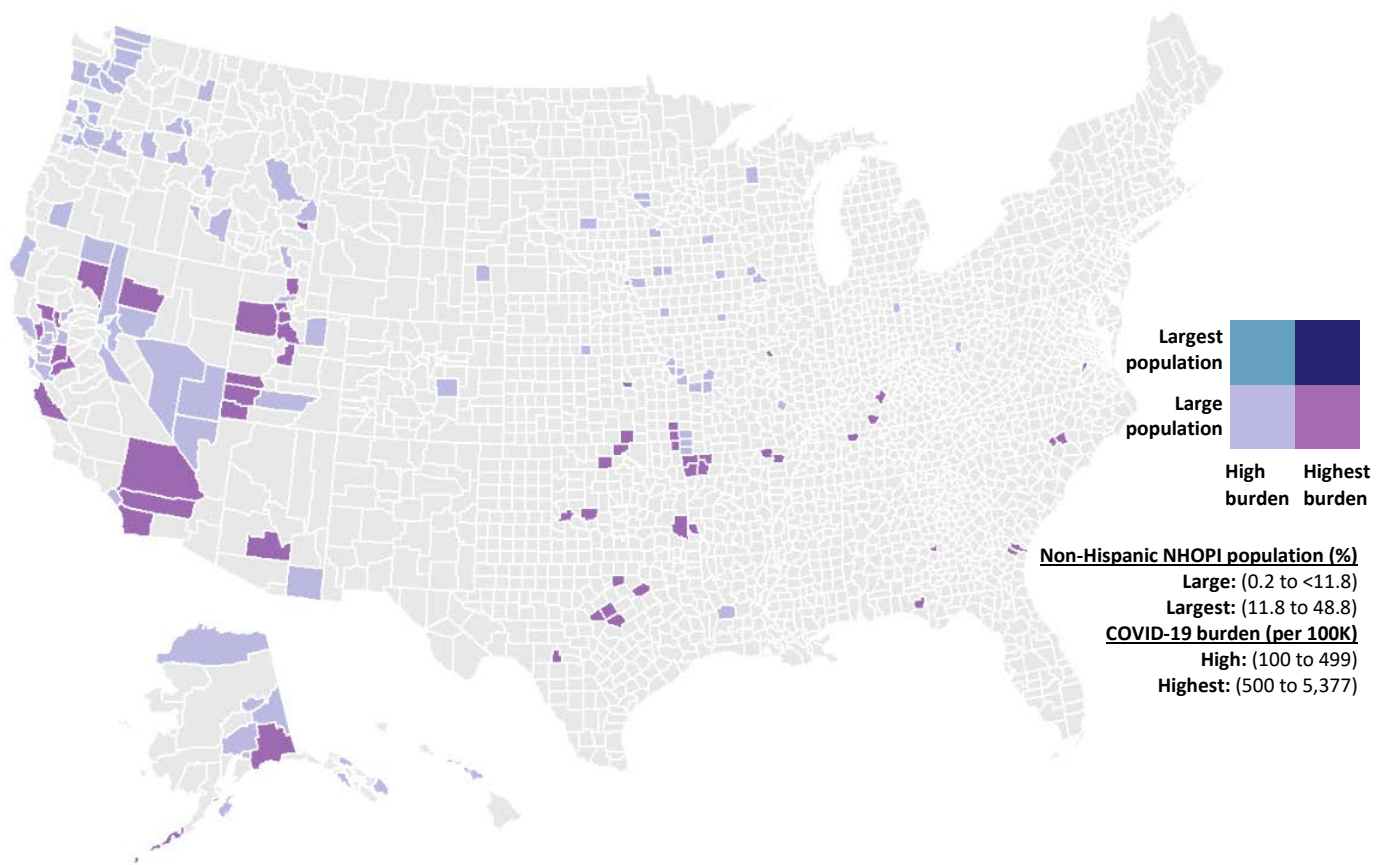 Largest
population
Large
population
High
burden
Highest
burden
Non-Hispanic NHOPI population (%)
Large: (0.2 to <11.8)
Largest: (11.8 to 48.8)
COVID-19 burden (per 100K)
High: (100 to 499)
Highest: (500 to 5,377)